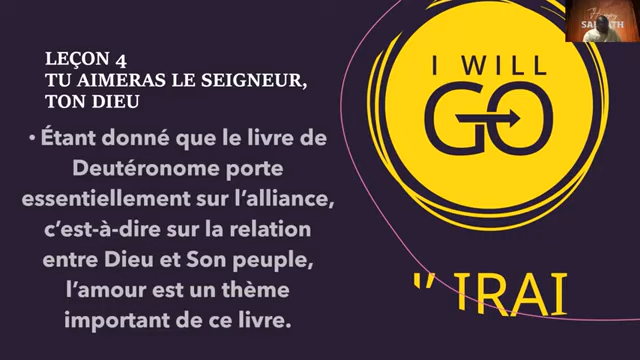 LEÇON 4
TU AIMERAS LE SEIGNEUR,
TON DIEU
• Étant donné que le livre de
Deutéronome porte
essentiellement sur l’alliance,
c’est-à-dire sur la relation
entre Dieu et Son peuple,
l’amour est un thème
important de ce livre.
I WILL
GO
IRAI
Happy
SABBATH